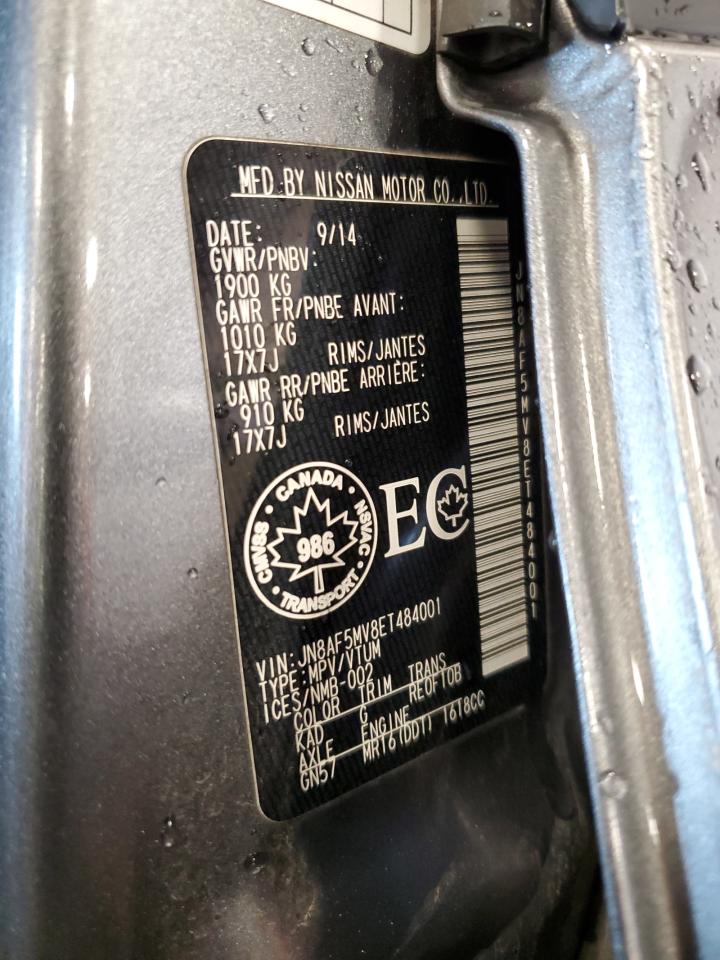 MFD.BY NISSAN MOTOR CO.,LTD.
DATE: 9/14
GVWR/PNBV:
1900 KG
GAWR FR/PNBE AVANT:
1010 KG
17X7J RIMS/JANTES
GAWR RR/PNBE ARRIÈRE:
910 KG
17X7J RIMS/JANTES
CANADA
CMVSS · NSVAC
986
TRANSPORT
EC
JN8AF5MV8ET484001
VIN:JN8AF5MV8ET484001
TYPE:MPV/VTUM
ICES/NMB-002
COLOR TRIM TRANS
KAD G RE0F10B
AXLE ENGINE
GN57 MR16(DDT) 1618CC